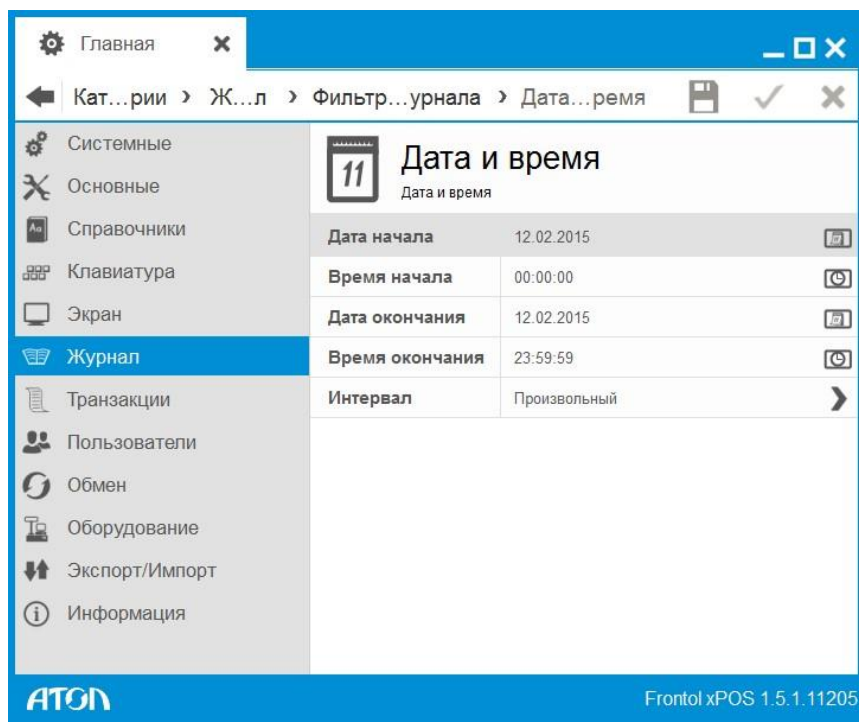 Главная
Кат...рии › Ж...л › Фильтр...урнала › Дата...ремя
Системные
Основные
Справочники
Клавиатура
Экран
Журнал
Транзакции
Пользователи
Обмен
Оборудование
Экспорт/Импорт
Информация
11
Дата и время
Дата и время
Дата начала 12.02.2015
Время начала 00:00:00
Дата окончания 12.02.2015
Время окончания 23:59:59
Интервал Произвольный
ATOL
Frontol xPOS 1.5.1.11205